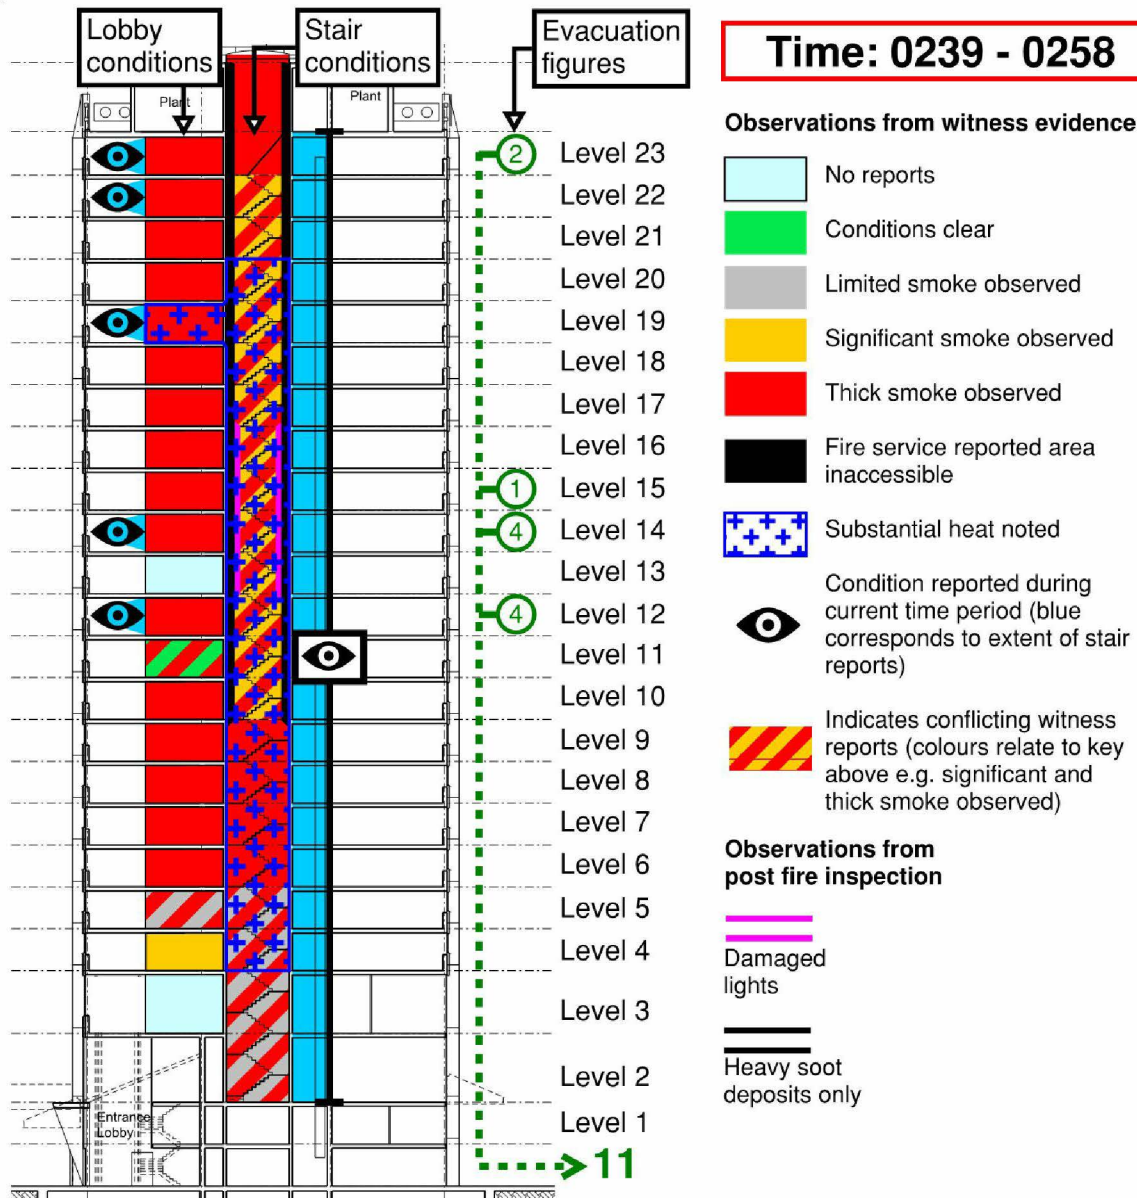 Lobby
conditions
Stair
conditions
Evacuation
figures
Time: 0239 - 0258
Plant
Plant
Observations from witness evidence
No reports
Conditions clear
Limited smoke observed
Significant smoke observed
Thick smoke observed
Fire service reported area
inaccessible
Substantial heat noted
Condition reported during
current time period (blue
corresponds to extent of stair
reports)
Indicates conflicting witness
reports (colours relate to key
above e.g. significant and
thick smoke observed)
Observations from
post fire inspection
Damaged
lights
Heavy soot
deposits only
2 Level 23
Level 22
Level 21
Level 20
Level 19
Level 18
Level 17
Level 16
1 Level 15
4 Level 14
Level 13
4 Level 12
Level 11
Level 10
Level 9
Level 8
Level 7
Level 6
Level 5
Level 4
Level 3
Level 2
Level 1
Entrance
Lobby
11